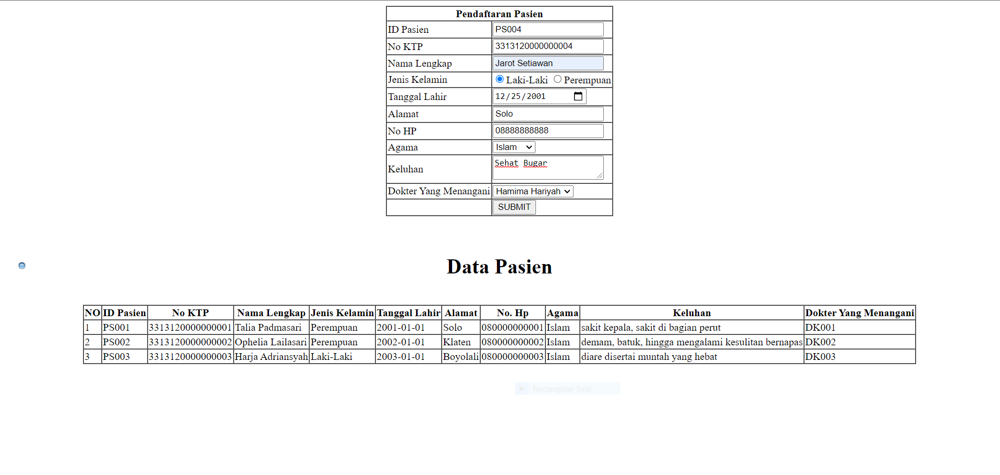 Pendaftaran Pasien
ID Pasien PS004
No KTP 3313120000000004
Nama Lengkap Jarot Setiawan
Jenis Kelamin Laki-Laki Perempuan
Tanggal Lahir 12/25/2001
Alamat Solo
No HP 08888888888
Agama Islam
Keluhan Sehat Bugar
Dokter Yang Menangani Hamima Hariyah
SUBMIT
Data Pasien
NO ID Pasien No KTP Nama Lengkap Jenis Kelamin Tanggal Lahir Alamat No. Hp Agama Keluhan Dokter Yang Menangani
1 PS001 3313120000000001 Talia Padmasari Perempuan 2001-01-01 Solo 080000000001 Islam sakit kepala, sakit di bagian perut DK001
2 PS002 3313120000000002 Ophelia Lailasari Perempuan 2002-01-01 Klaten 080000000002 Islam demam, batuk, hingga mengalami kesulitan bernapas DK002
3 PS003 3313120000000003 Harja Adriansyah Laki-Laki 2003-01-01 Boyolali 080000000003 Islam diare disertai muntah yang hebat DK003
Rectangular Snip